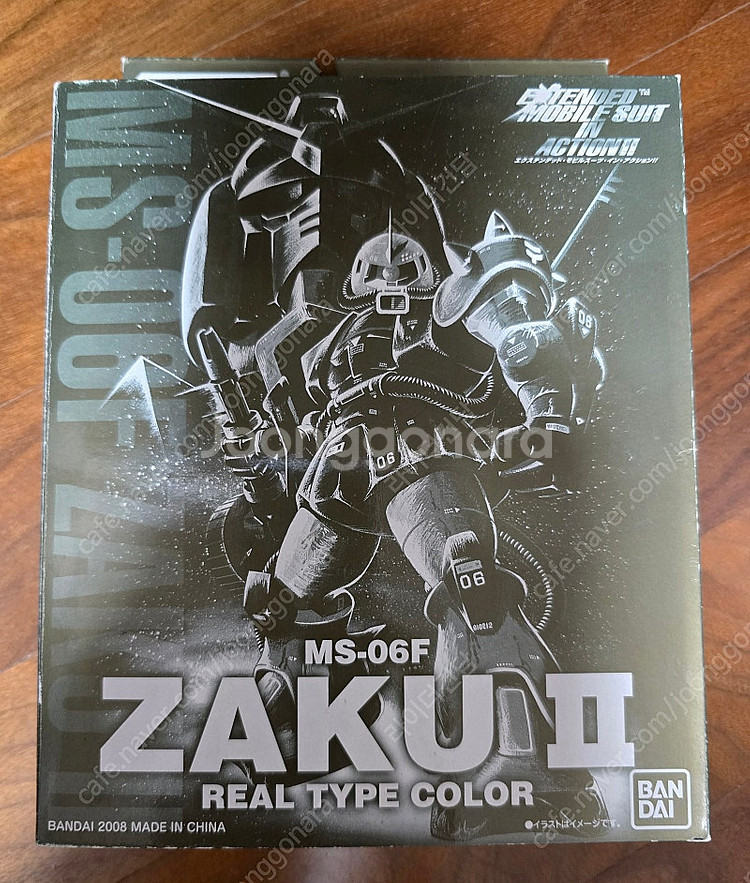 EXTENDED™
MOBILE SUIT
IN
ACTION!!
エクステンデッド・モビルスーツ・イン・アクション!!
MS-06F ZAKU II
06
06
06
A10212
Joonggonara
cafe.naver.com/joonggonara
MS-06F
ZAKU II
REAL TYPE COLOR
BANDAI 2008 MADE IN CHINA
●イラストはイメージです。
BAN
DAI